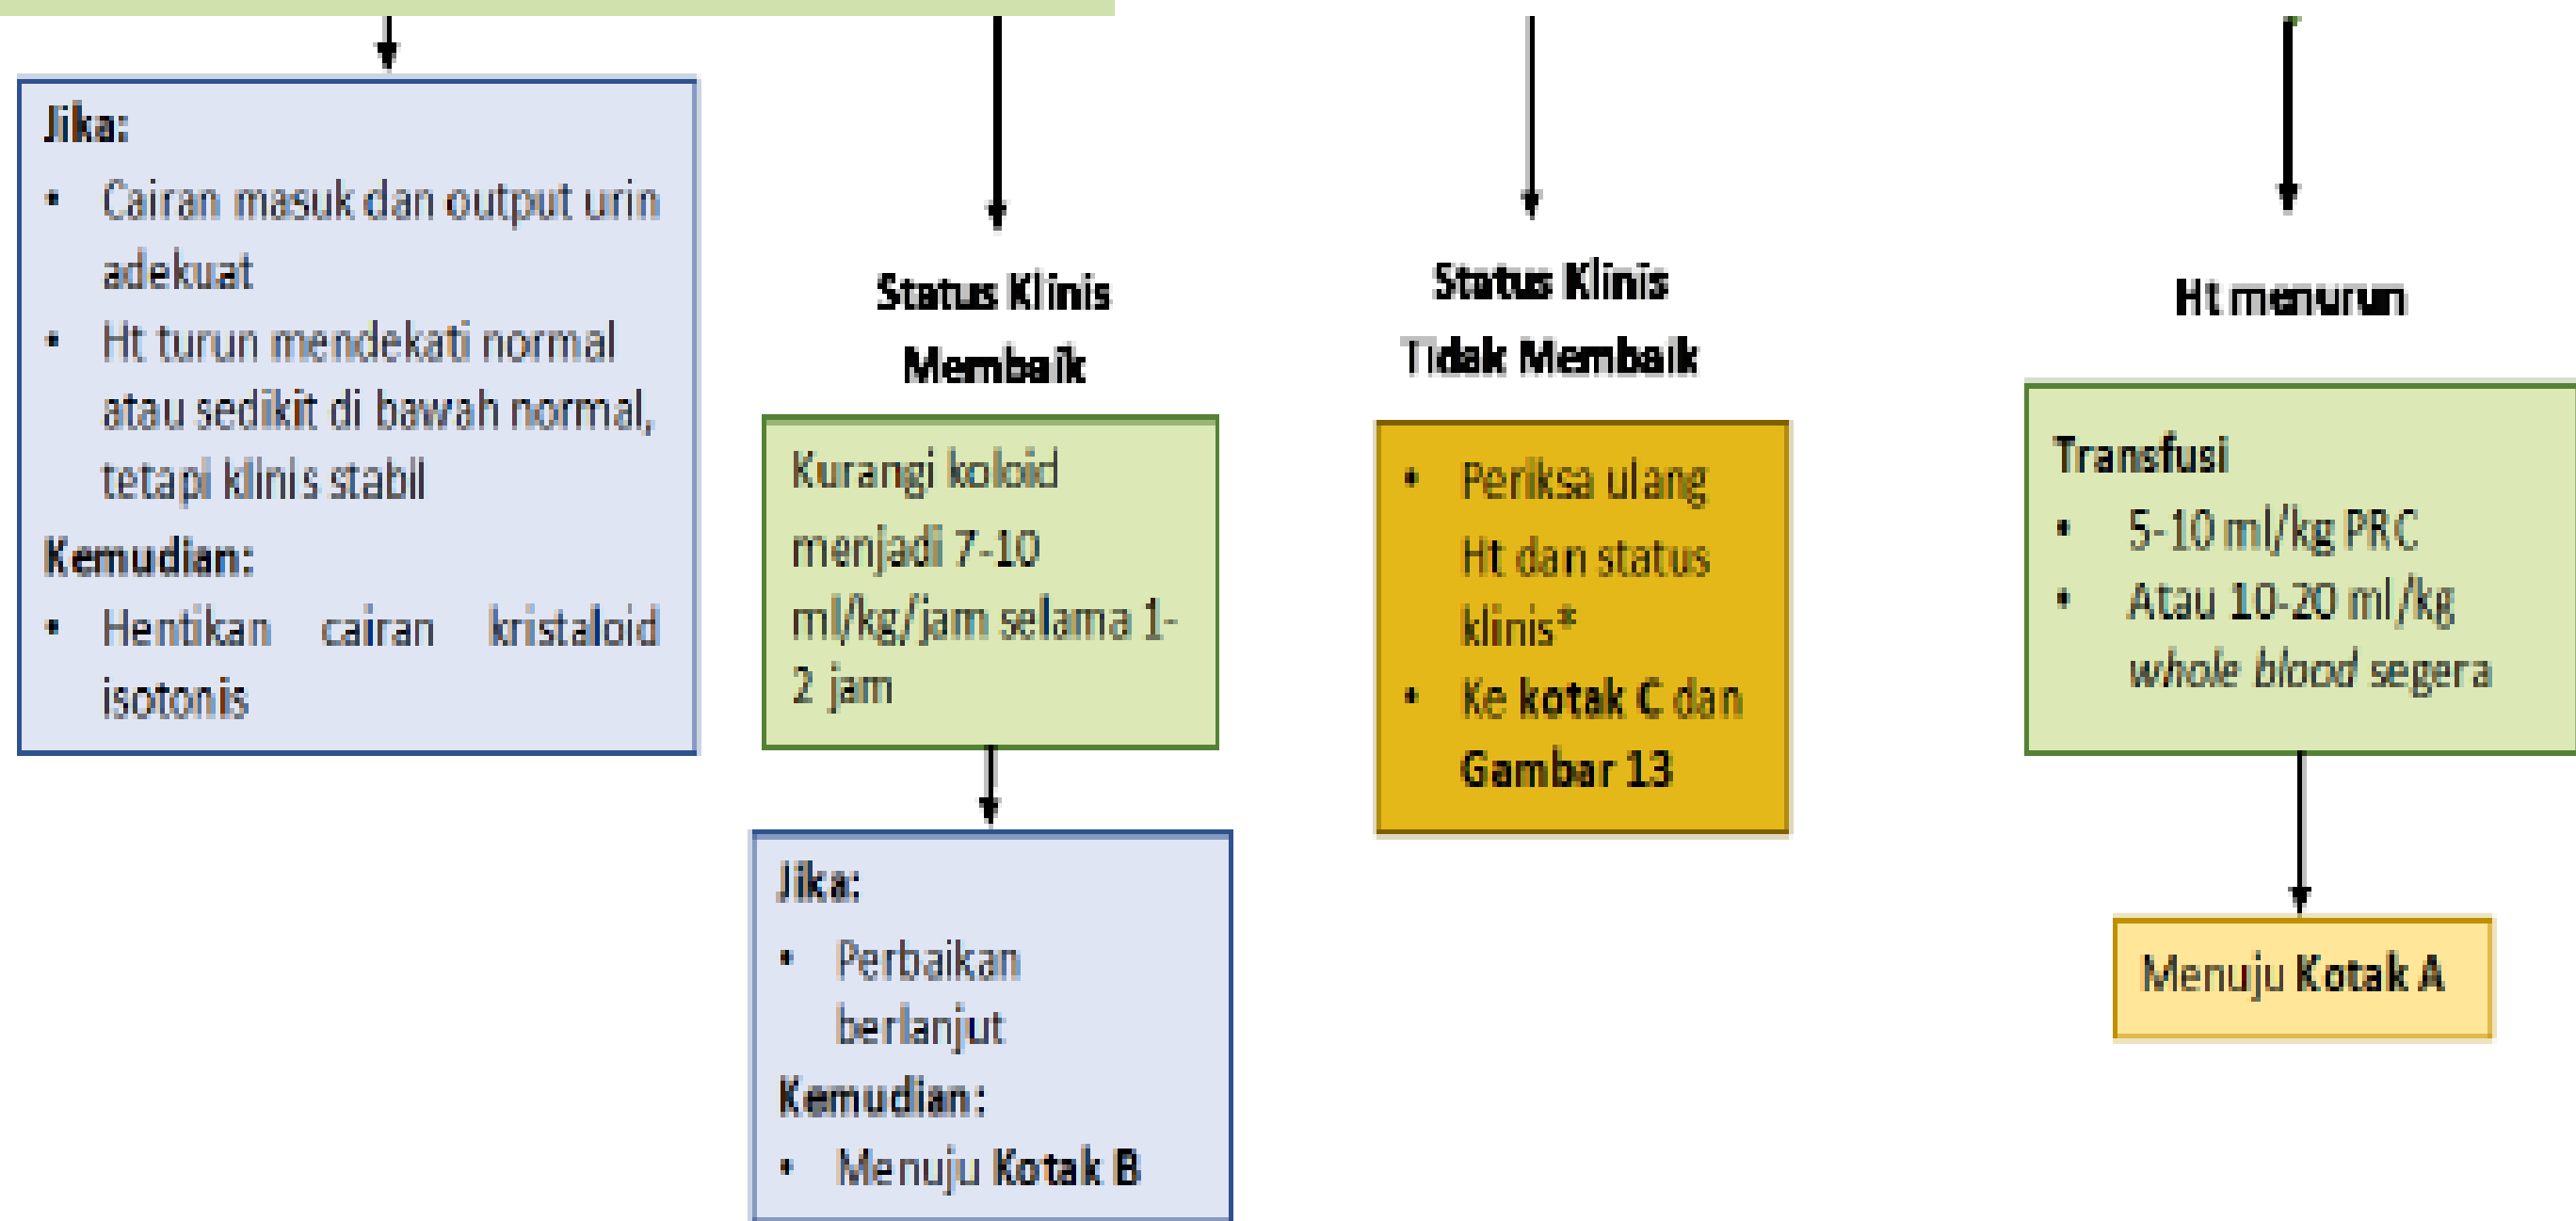 Jika:
• Cairan masuk dan output urin
adekuat
• Ht turun mendekati normal
atau sedikit di bawah normal,
tetapi klinis stabil
Kemudian:
• Hentikan cairan kristaloid
isotonis
Status Klinis
Membaik
Kurangi koloid
menjadi 7-10
ml/kg/jam selama 1-
2 jam
Jika:
• Perbaikan
berlanjut
Kemudian:
• Menuju Kotak B
Status Klinis
Tidak Membaik
• Periksa ulang
Ht dan status
klinis*
• Ke kotak C dan
Gambar 13
Ht menurun
Transfusi
• 5-10 ml/kg PRC
• Atau 10-20 ml/kg
whole blood segera
Menuju Kotak A